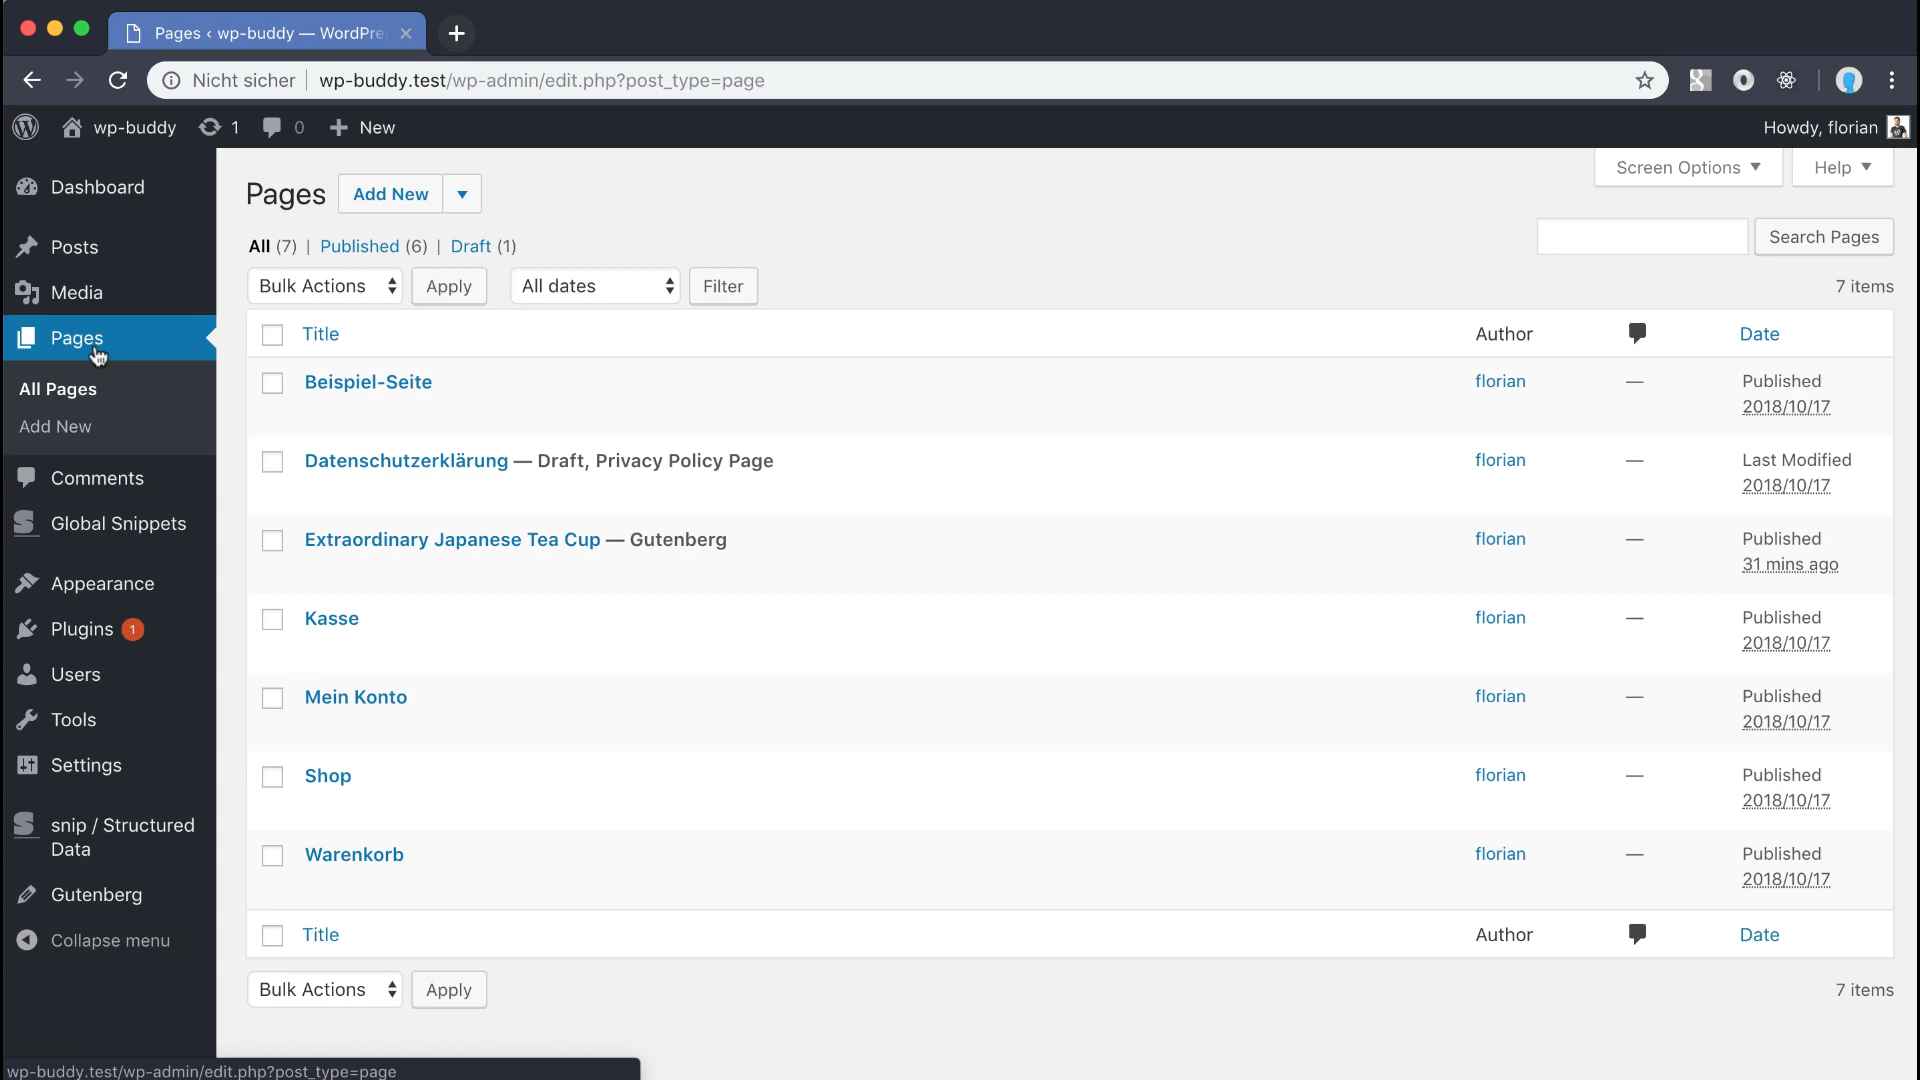 Pages ‹ wp-buddy — WordPre
Nicht sicher wp-buddy.test/wp-admin/edit.php?post_type=page
wp-buddy 1 0 New Howdy, florian
Screen Options Help
Dashboard
Posts
Media
Pages
All Pages
Add New
Comments
Global Snippets
Appearance
Plugins 1
Users
Tools
Settings
snip / Structured
Data
Gutenberg
Collapse menu
Pages Add New
All (7) | Published (6) | Draft (1)
Search Pages
Bulk Actions Apply All dates Filter 7 items
Title Author Date
Beispiel-Seite florian — Published
2018/10/17
Datenschutzerklärung — Draft, Privacy Policy Page florian — Last Modified
2018/10/17
Extraordinary Japanese Tea Cup — Gutenberg florian — Published
31 mins ago
Kasse florian — Published
2018/10/17
Mein Konto florian — Published
2018/10/17
Shop florian — Published
2018/10/17
Warenkorb florian — Published
2018/10/17
Title Author Date
Bulk Actions Apply 7 items
wp-buddy.test/wp-admin/edit.php?post_type=page